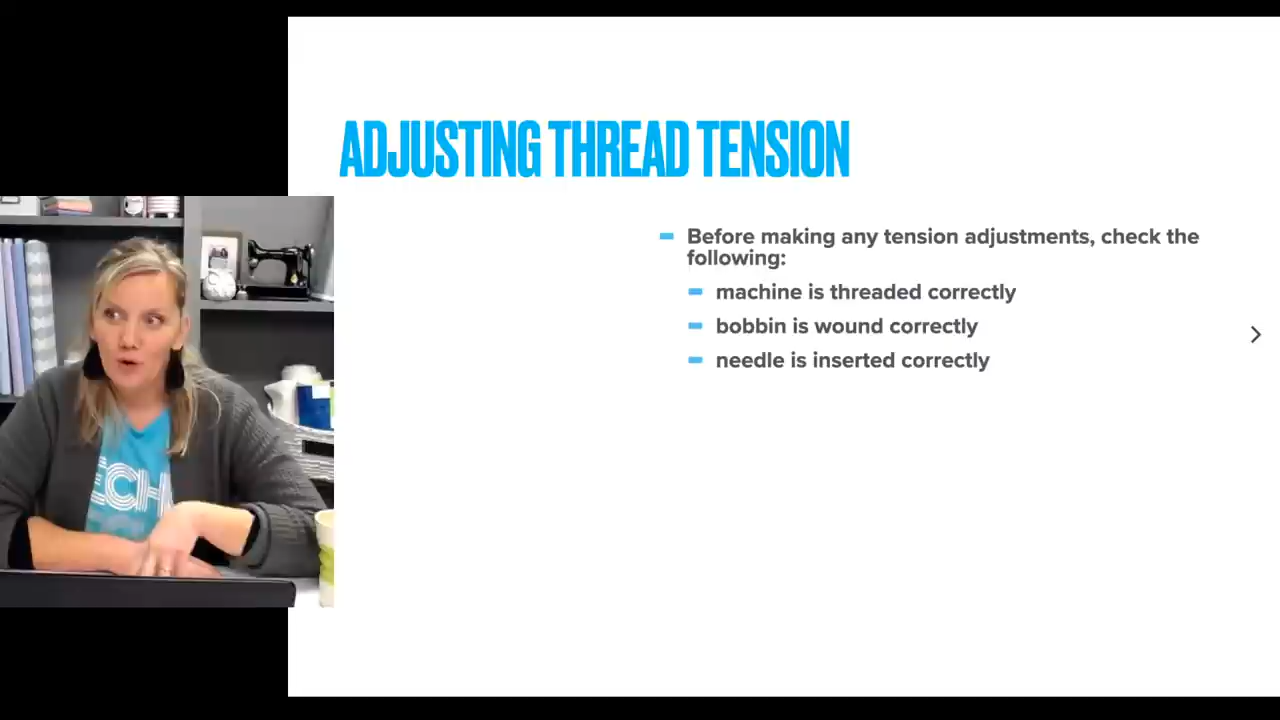 ADJUSTING THREAD TENSION
Before making any tension adjustments, check the
following:
machine is threaded correctly
bobbin is wound correctly
needle is inserted correctly
ECH